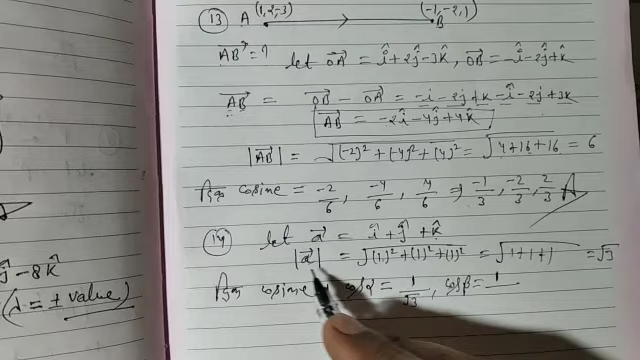 (13) A (1,2,-3) (-1,-2,1) B
AB⃗ = ? let OA⃗ = î+2ĵ-3k̂, OB⃗ = -î-2ĵ+k̂
AB⃗ = OB⃗ - OA⃗ = -î-2ĵ+k̂-î-2ĵ+3k̂
AB⃗ = -2î-4ĵ+4k̂
|AB⃗| = √(-2)²+(-4)²+(4)² = √4+16+16 = 6
cosine = -2/6, -4/6, 4/6 ⇒ -1/3, -2/3, 2/3
(14) let a⃗ = î+ĵ+k̂
|a⃗| = √(1)²+(1)²+(1)² = √1+1+1 = √3
cosine cosα = 1/√3, cosβ = 1
ĵ-8k̂
(λ = ± value)